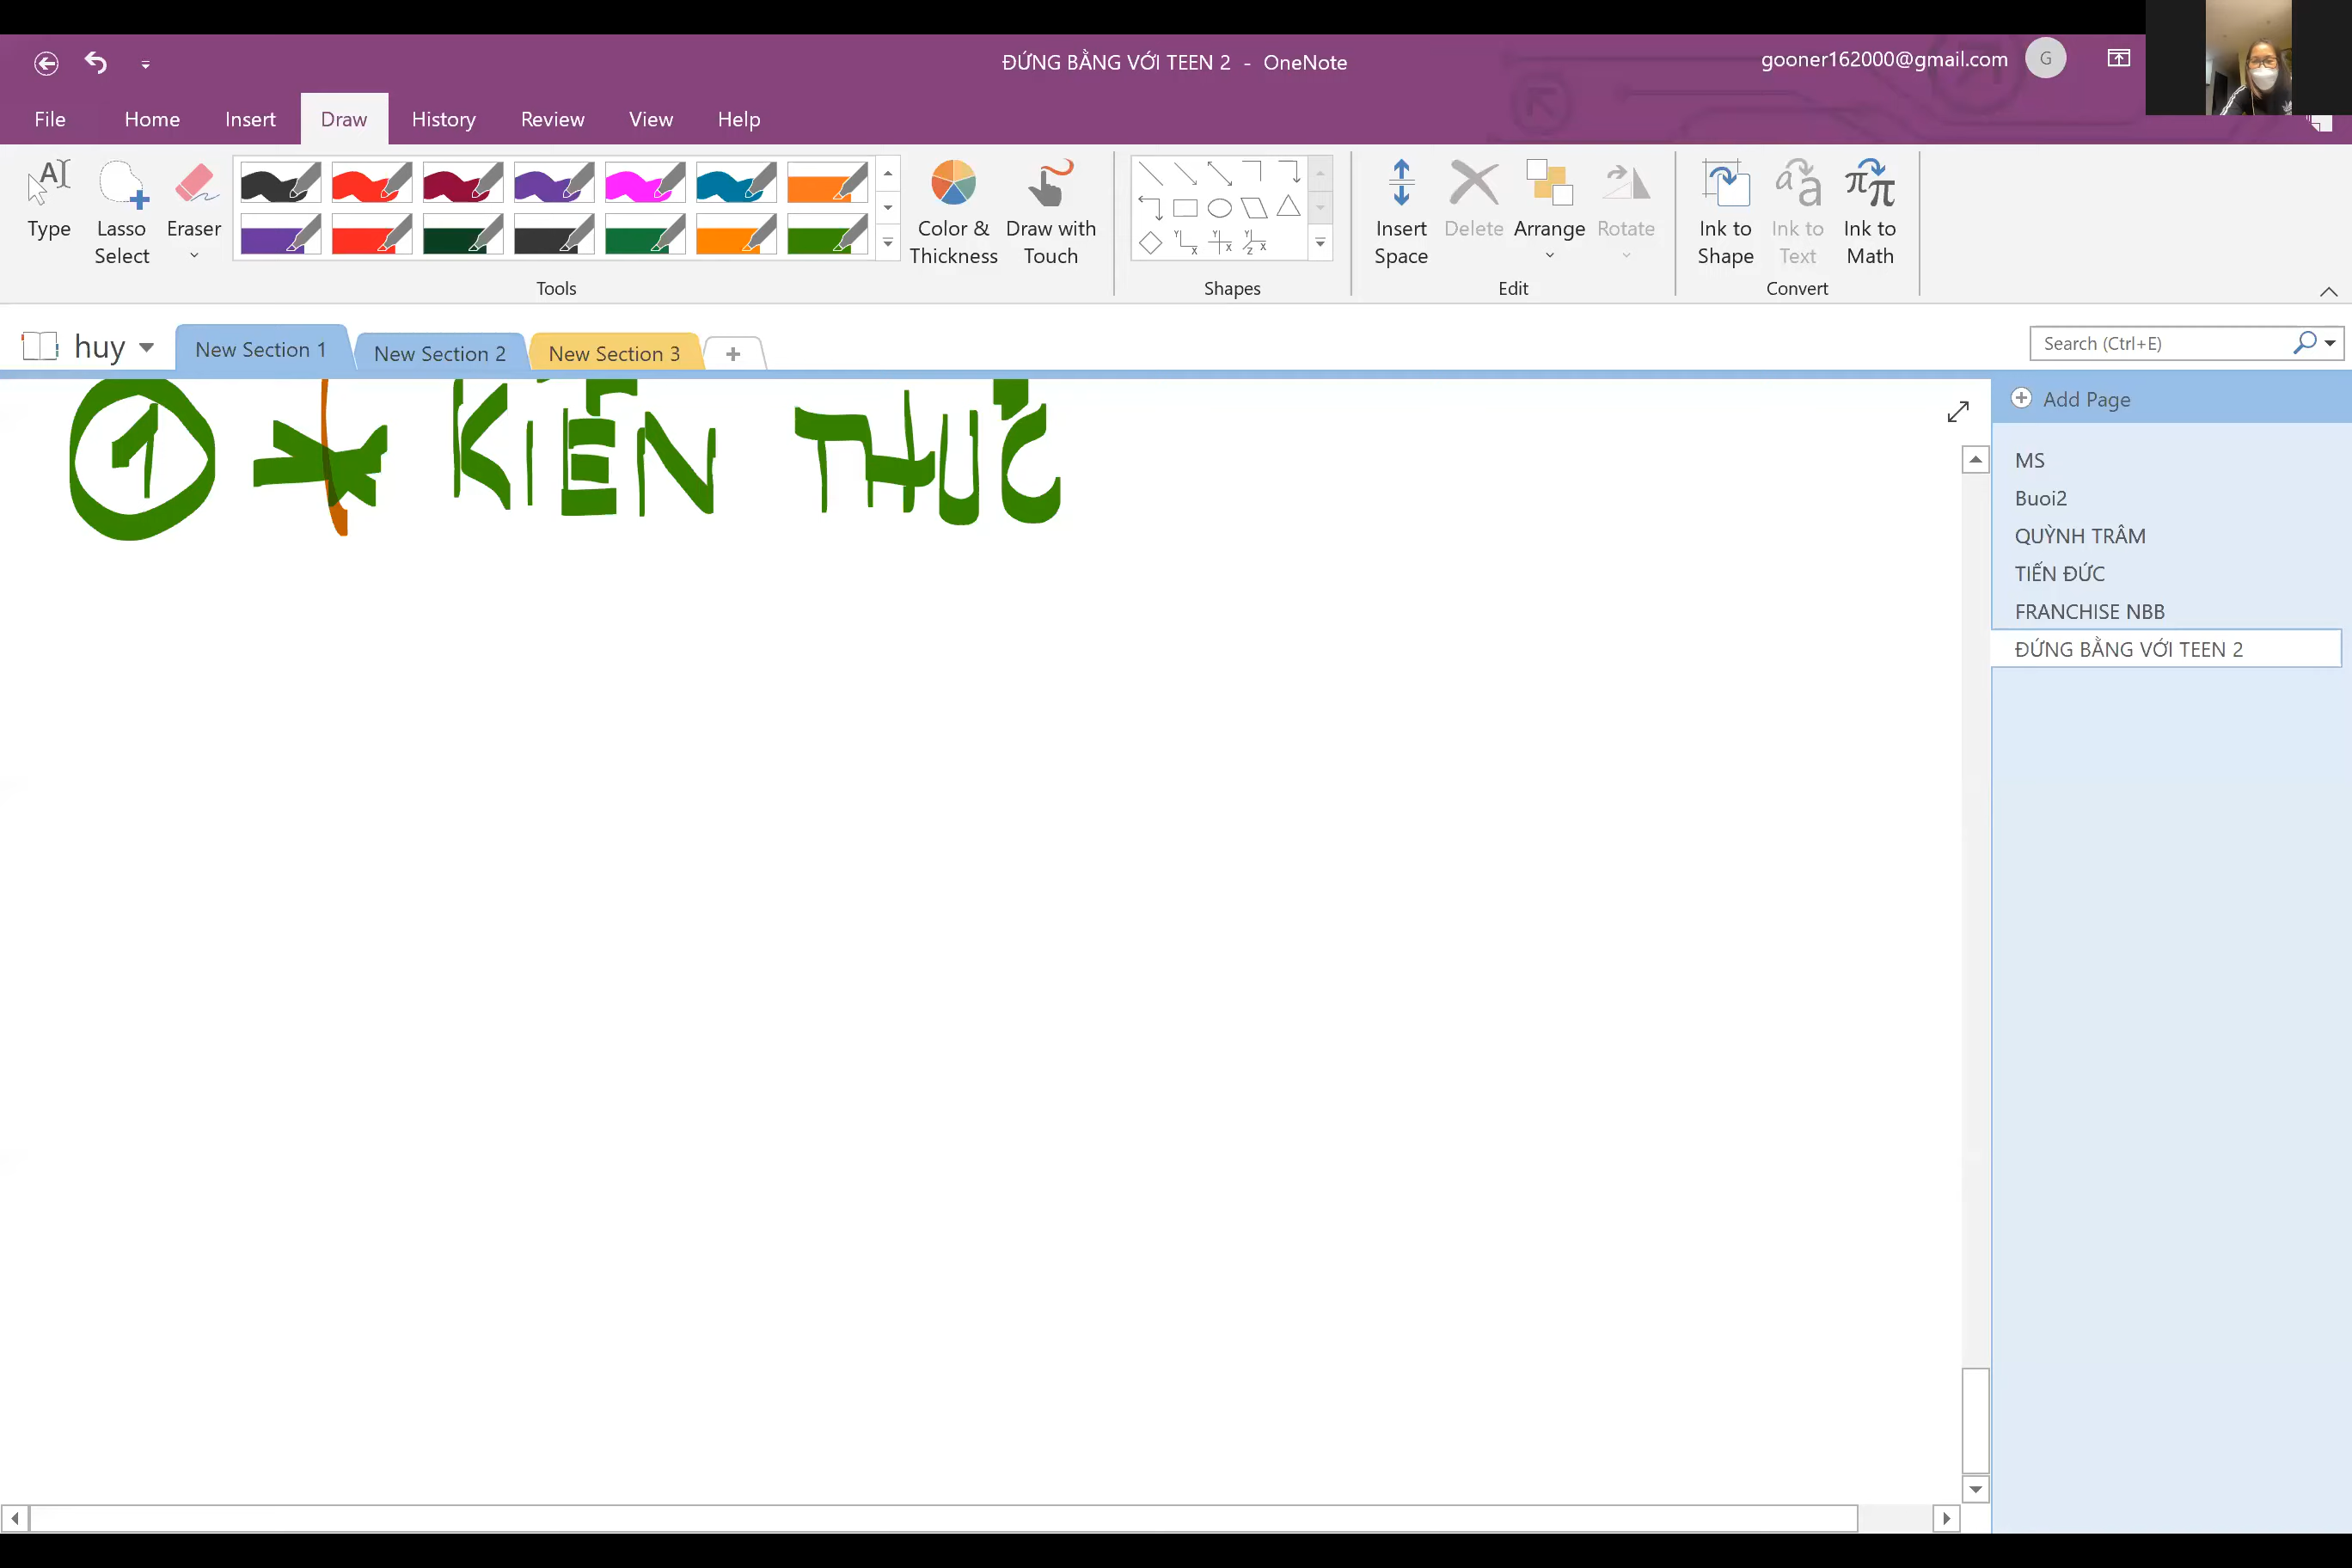 ĐỨNG BẰNG VỚI TEEN 2 - OneNote
gooner162000@gmail.com
G
File Home Insert Draw History Review View Help
Type
Lasso Select
Eraser
Color & Thickness
Draw with Touch
Insert Space
Delete
Arrange
Rotate
Ink to Shape
Ink to Text
Ink to Math
Tools
Shapes
Edit
Convert
huy
New Section 1
New Section 2
New Section 3
Search (Ctrl+E)
① * KIẾN THỨC
Add Page
MS
Buoi2
QUỲNH TRÂM
TIẾN ĐỨC
FRANCHISE NBB
ĐỨNG BẰNG VỚI TEEN 2